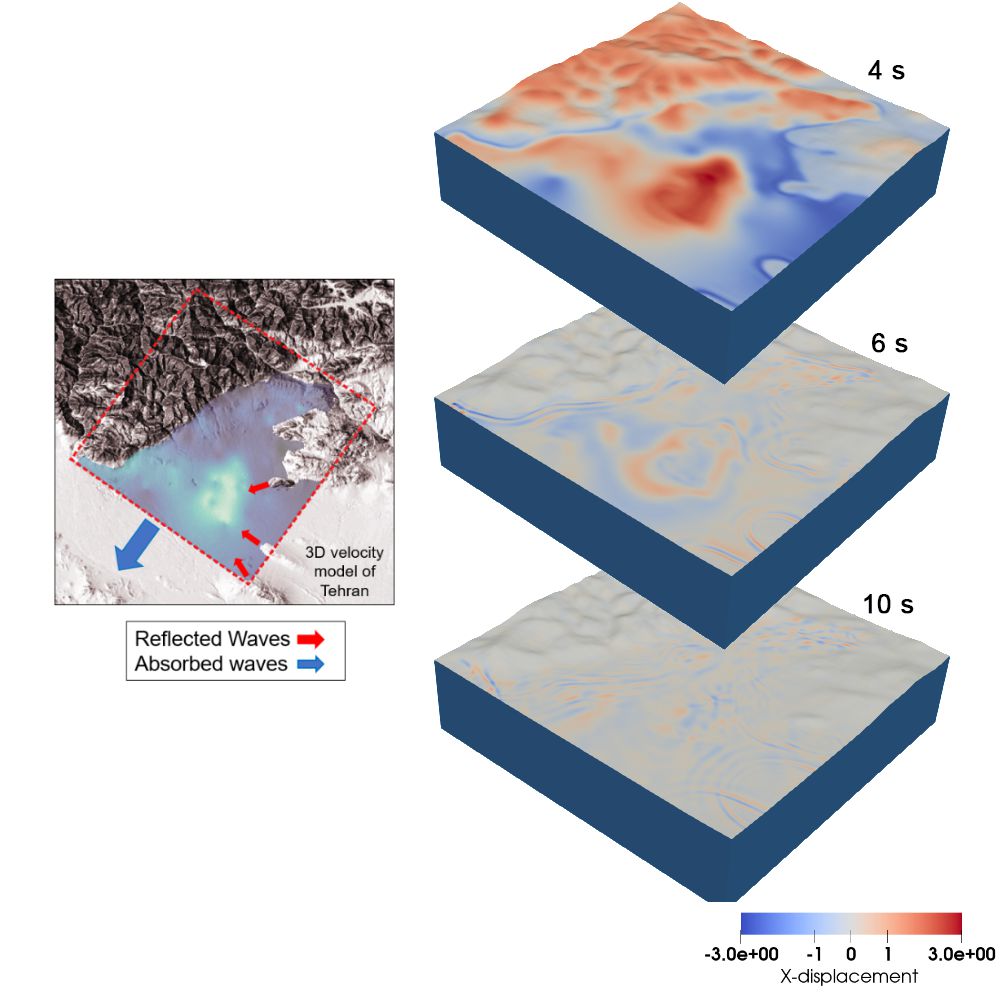 4 s
6 s
3D velocity
model of
Tehran
10 s
Reflected Waves
Absorbed waves
-3.0e+00 -1 0 1 3.0e+00
X-displacement